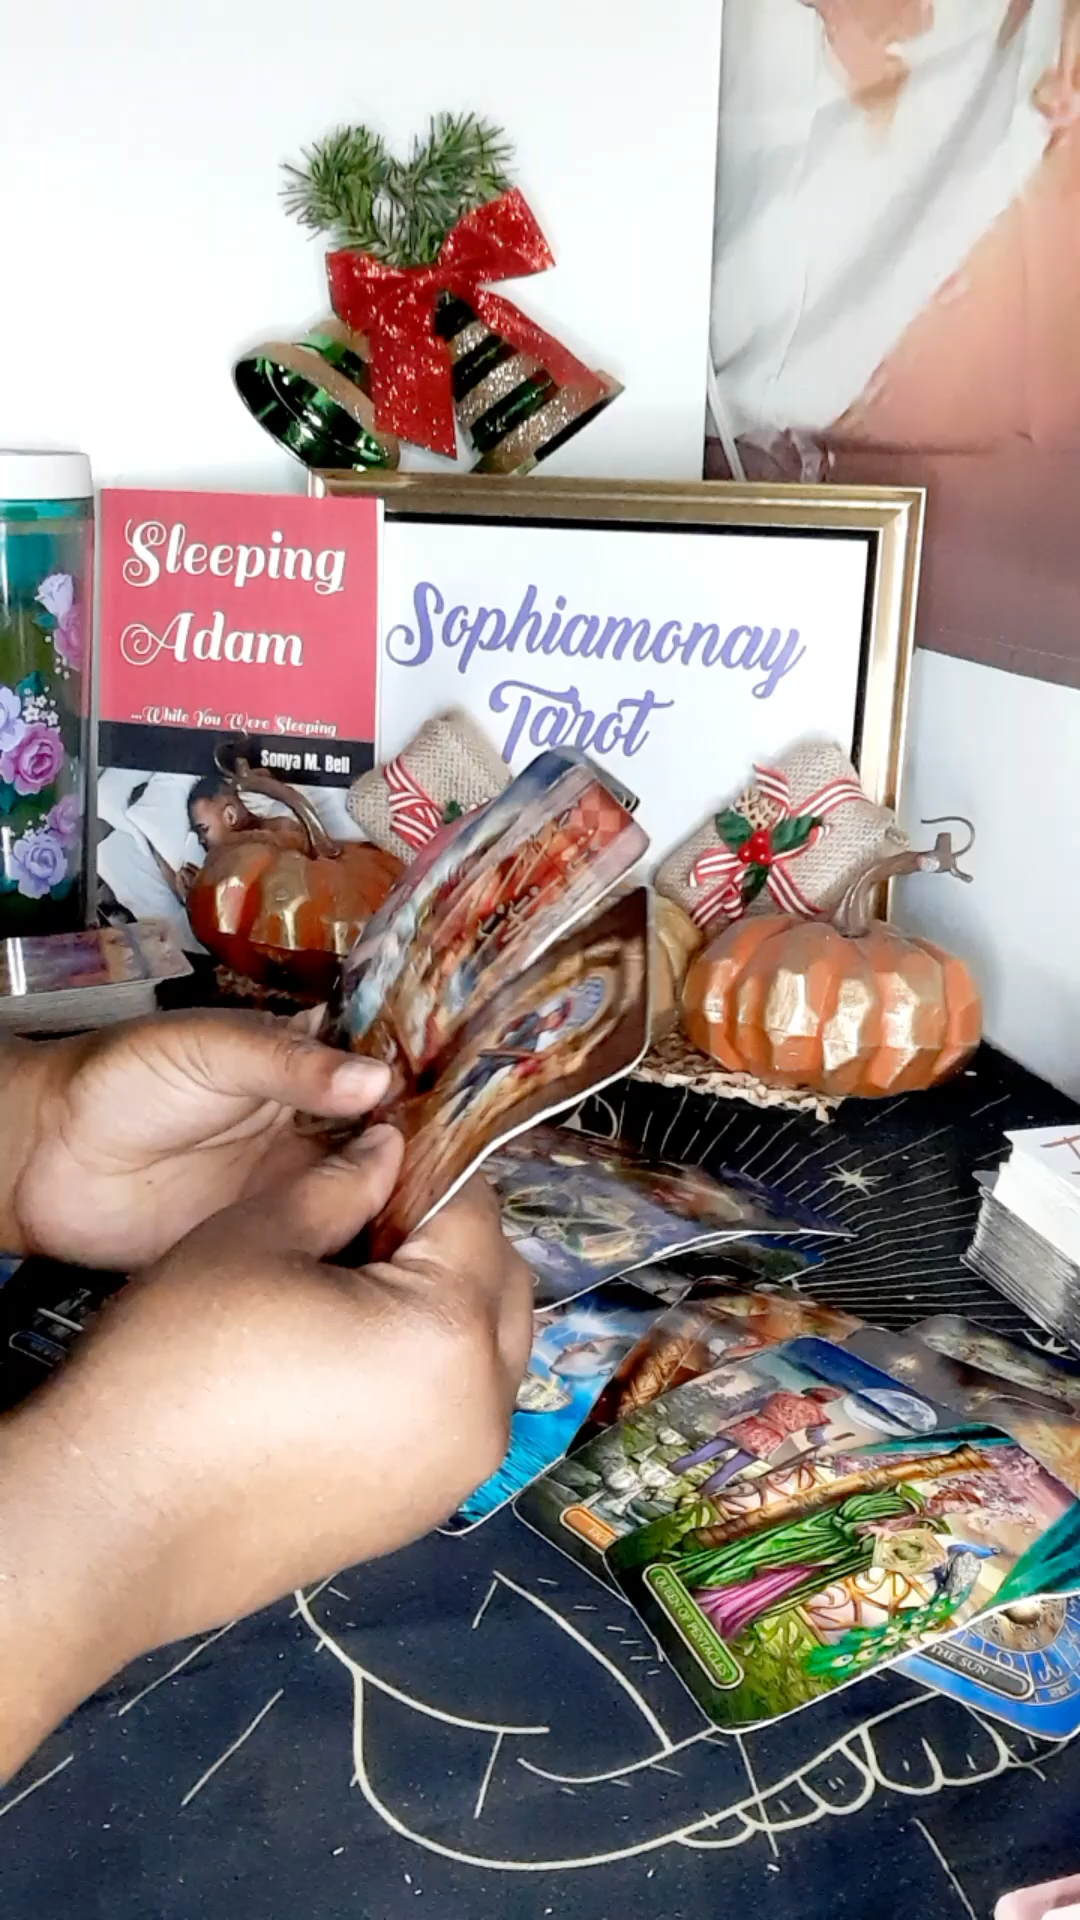 Sleeping
Adam
...While You Were Sleeping
Sonya M. Bell
Sophiamonay
Tarot
QUEEN OF PENTACLES
THE SUN